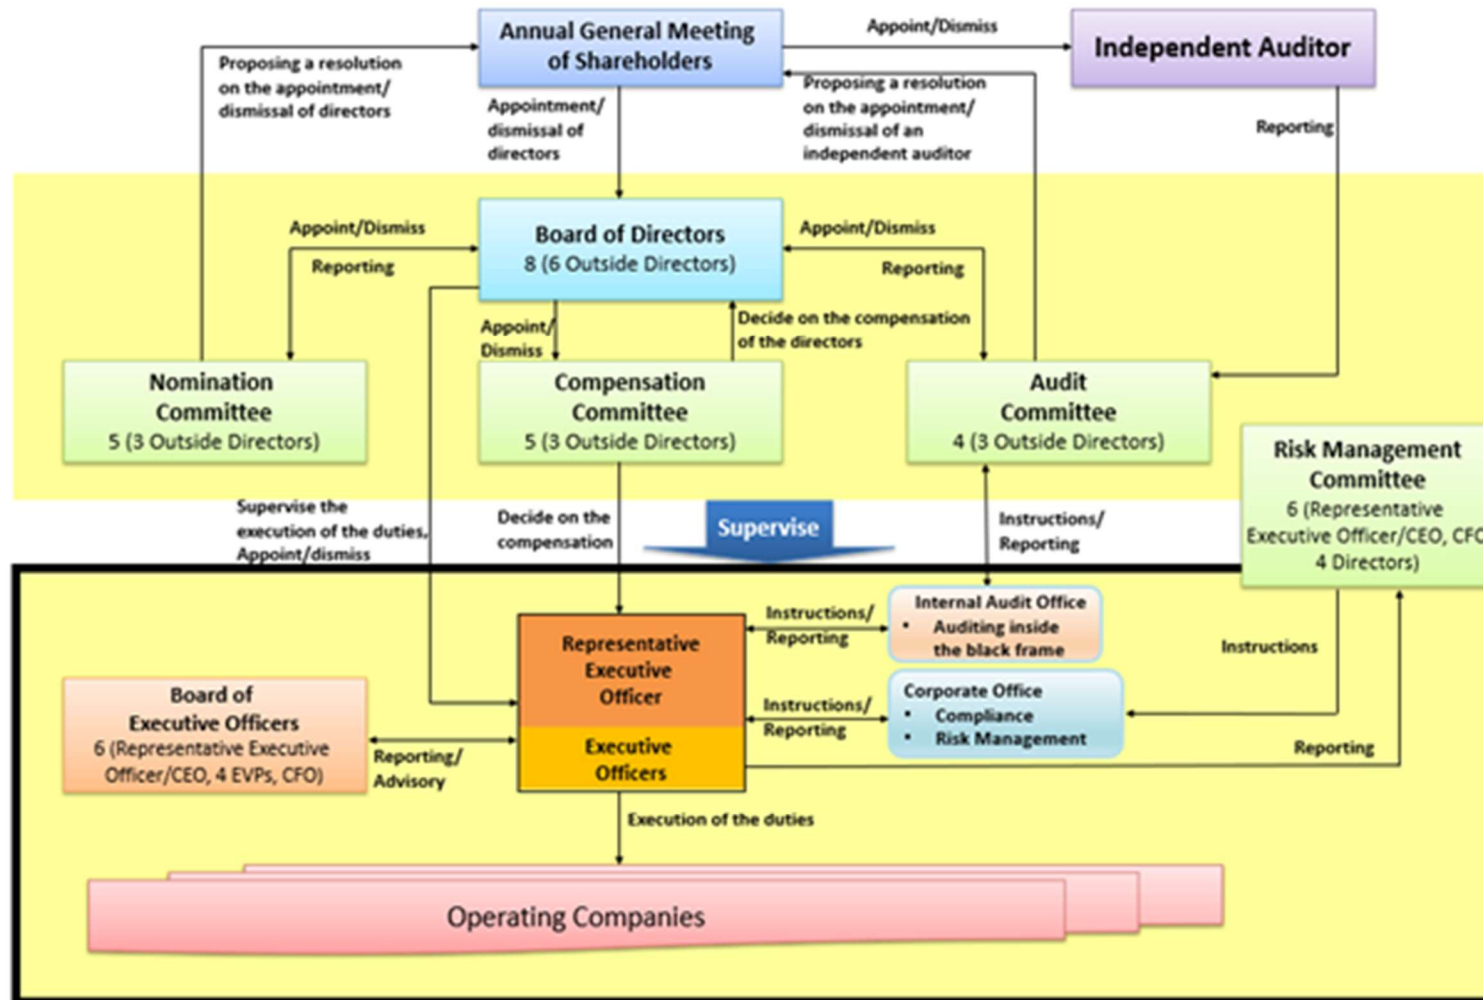 Annual General Meeting
of Shareholders
Appoint/Dismiss
Independent Auditor
Proposing a resolution
on the appointment/
dismissal of directors
Appointment/
dismissal of
directors
Proposing a resolution
on the appointment/
dismissal of an
independent auditor
Reporting
Appoint/Dismiss
Reporting
Board of Directors
8 (6 Outside Directors)
Appoint/Dismiss
Reporting
Appoint/
Dismiss
Decide on the compensation
of the directors
Nomination
Committee
5 (3 Outside Directors)
Compensation
Committee
5 (3 Outside Directors)
Audit
Committee
4 (3 Outside Directors)
Risk Management
Committee
6 (Representative
Executive Officer/CEO, CFO
4 Directors)
Supervise the
execution of the duties,
Appoint/dismiss
Decide on the
compensation
Supervise
Instructions/
Reporting
Internal Audit Office
▪ Auditing inside
the black frame
Instructions/
Reporting
Representative
Executive
Officer
Executive
Officers
Instructions
Corporate Office
▪ Compliance
▪ Risk Management
Instructions/
Reporting
Board of
Executive Officers
6 (Representative Executive
Officer/CEO, 4 EVPs, CFO)
Reporting/
Advisory
Reporting
Execution of the duties
Operating Companies